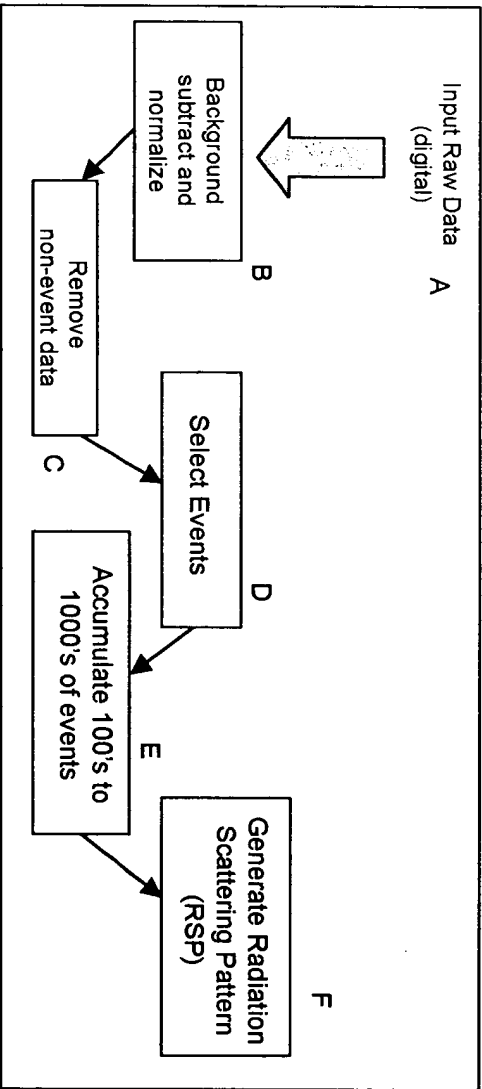 Input Raw Data
(digital)
A
Background
subtract and
normalize
B
Remove
non-event data
C
Select Events
D
Accumulate 100's to
1000's of events
E
Generate Radiation
Scattering Pattern
(RSP)
F